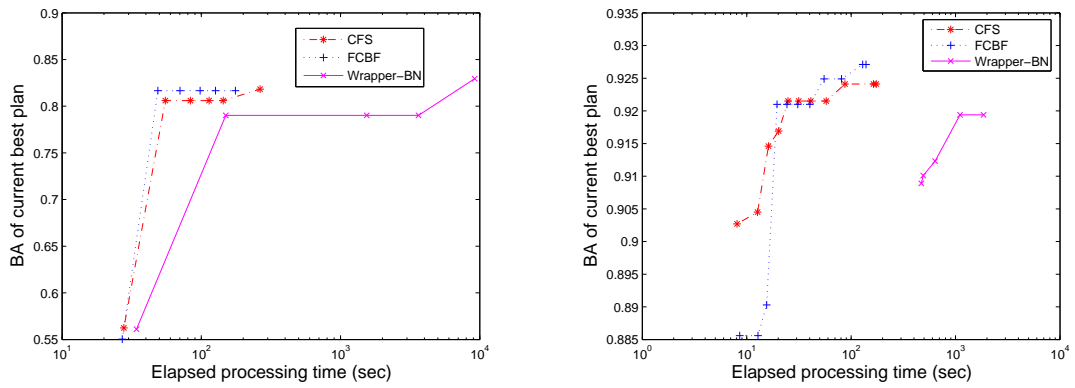 0.9
0.85
0.8
0.75
0.7
0.65
0.6
0.55
10^1
10^2
10^3
10^4
BA of current best plan
Elapsed processing time (sec)
CFS
FCBF
Wrapper-BN
0.935
0.93
0.925
0.92
0.915
0.91
0.905
0.9
0.895
0.89
0.885
10^0
10^1
10^2
10^3
10^4
BA of current best plan
Elapsed processing time (sec)
CFS
FCBF
Wrapper-BN